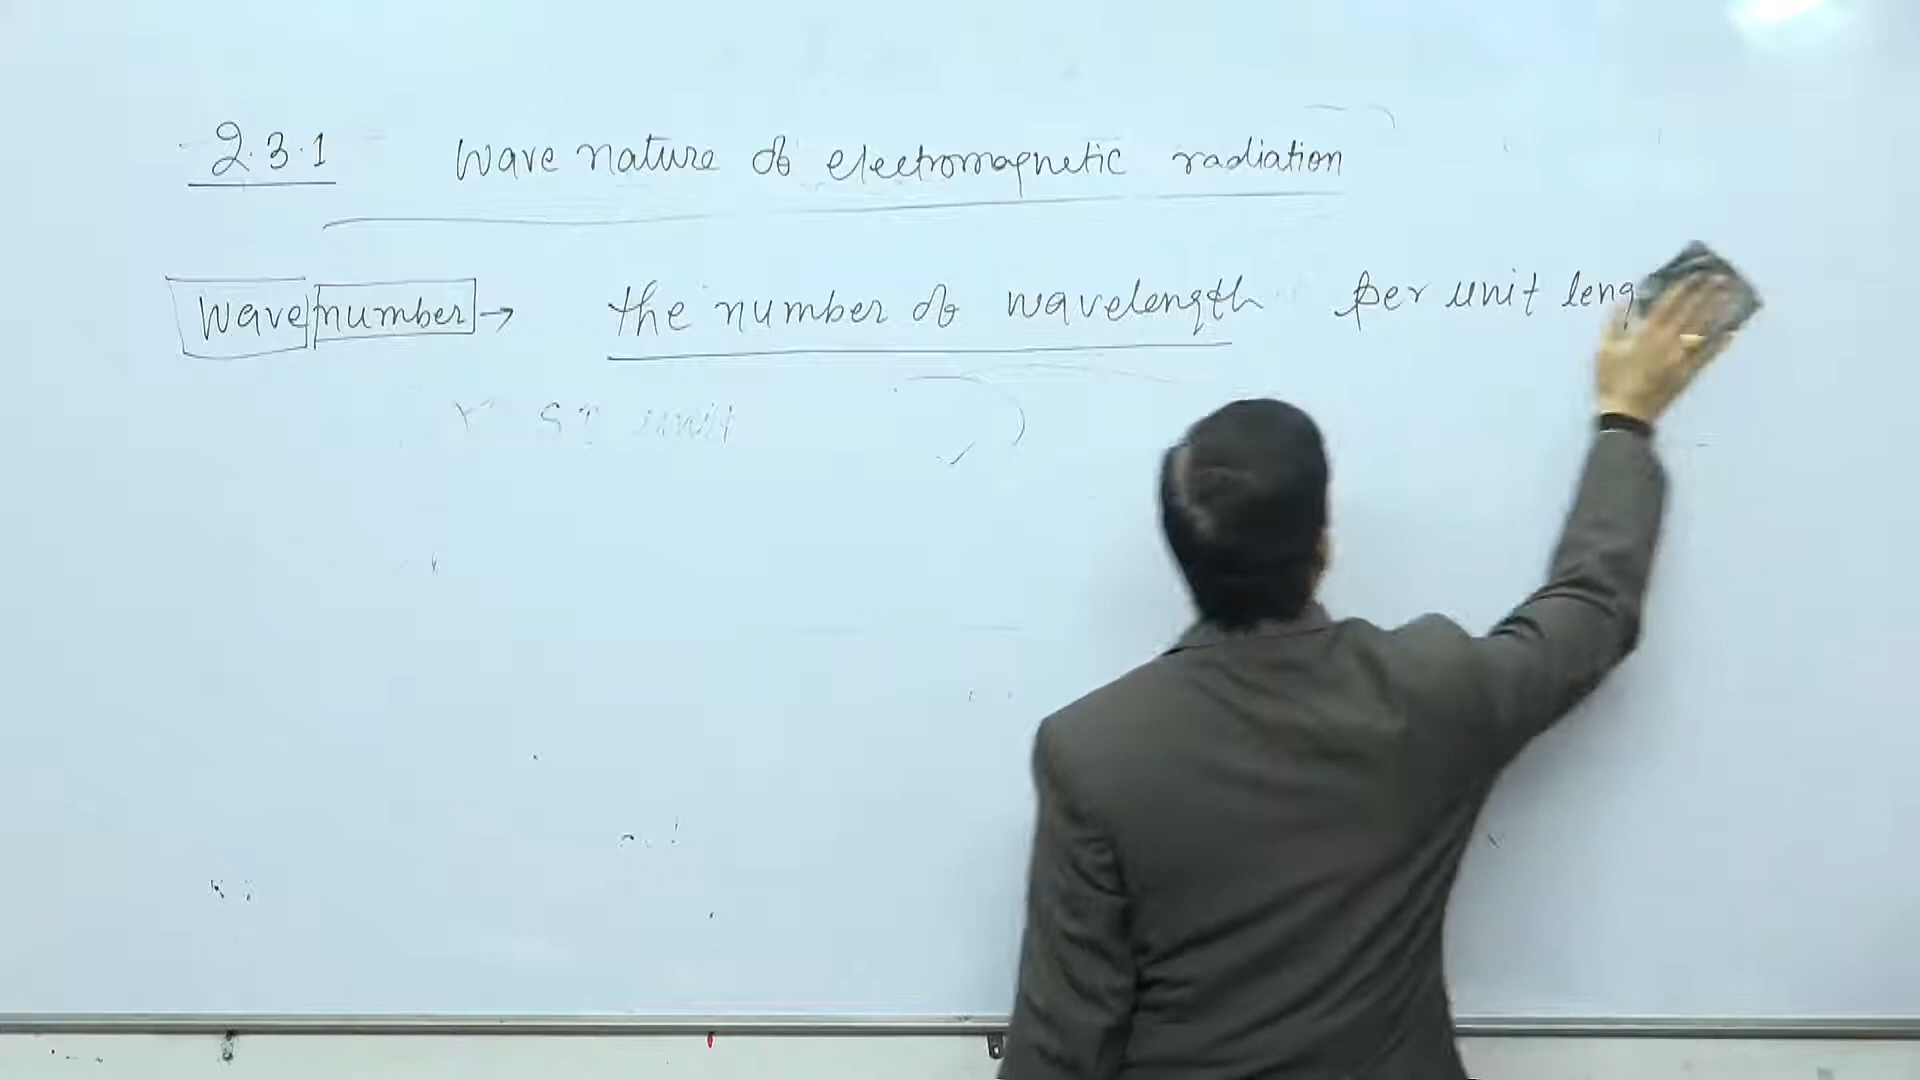 2.3.1 Wave nature of electromagnetic radiation
Wave number → the number of wavelength per unit leng
SI unit